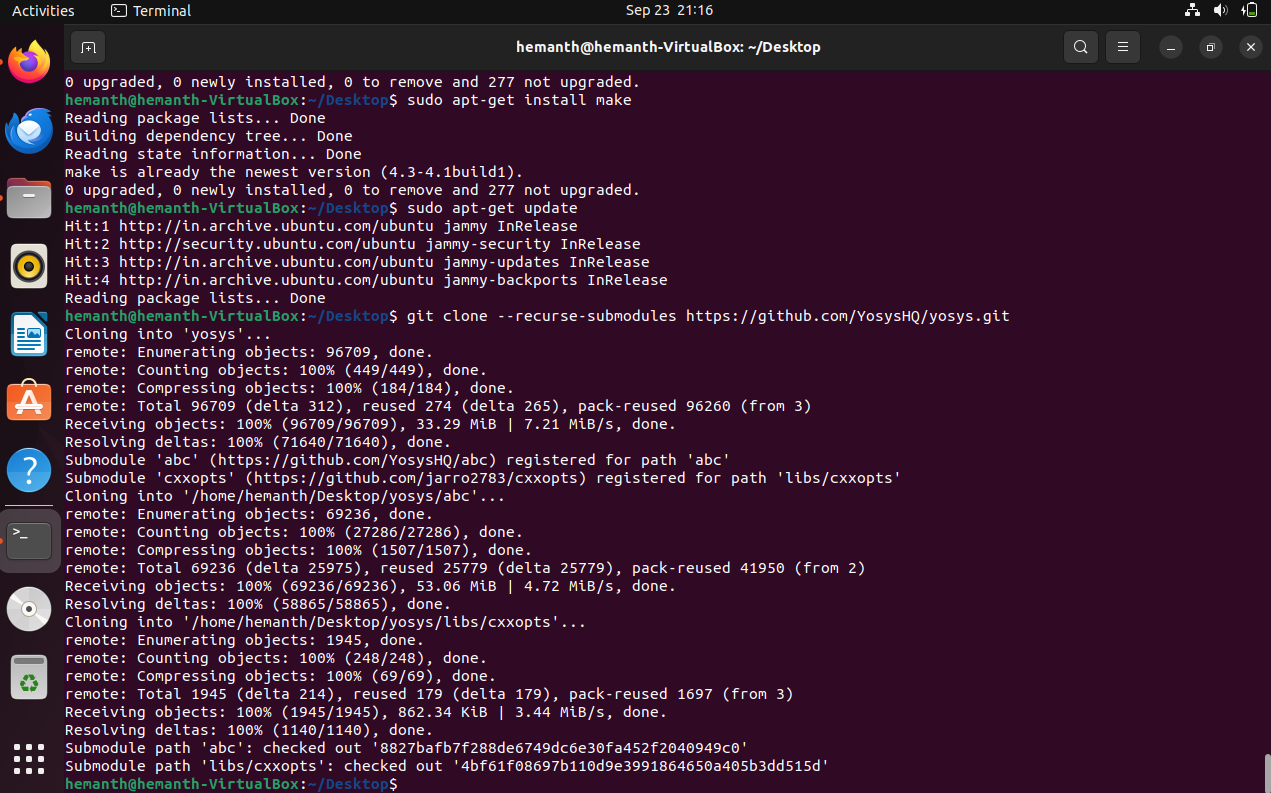 Activities Terminal Sep 23 21:16
hemanth@hemanth-VirtualBox: ~/Desktop
0 upgraded, 0 newly installed, 0 to remove and 277 not upgraded.
hemanth@hemanth-VirtualBox:~/Desktop$ sudo apt-get install make
Reading package lists... Done
Building dependency tree... Done
Reading state information... Done
make is already the newest version (4.3-4.1build1).
0 upgraded, 0 newly installed, 0 to remove and 277 not upgraded.
hemanth@hemanth-VirtualBox:~/Desktop$ sudo apt-get update
Hit:1 http://in.archive.ubuntu.com/ubuntu jammy InRelease
Hit:2 http://security.ubuntu.com/ubuntu jammy-security InRelease
Hit:3 http://in.archive.ubuntu.com/ubuntu jammy-updates InRelease
Hit:4 http://in.archive.ubuntu.com/ubuntu jammy-backports InRelease
Reading package lists... Done
hemanth@hemanth-VirtualBox:~/Desktop$ git clone --recurse-submodules https://github.com/YosysHQ/yosys.git
Cloning into 'yosys'...
remote: Enumerating objects: 96709, done.
remote: Counting objects: 100% (449/449), done.
remote: Compressing objects: 100% (184/184), done.
remote: Total 96709 (delta 312), reused 274 (delta 265), pack-reused 96260 (from 3)
Receiving objects: 100% (96709/96709), 33.29 MiB | 7.21 MiB/s, done.
Resolving deltas: 100% (71640/71640), done.
Submodule 'abc' (https://github.com/YosysHQ/abc) registered for path 'abc'
Submodule 'cxxopts' (https://github.com/jarro2783/cxxopts) registered for path 'libs/cxxopts'
Cloning into '/home/hemanth/Desktop/yosys/abc'...
remote: Enumerating objects: 69236, done.
remote: Counting objects: 100% (27286/27286), done.
remote: Compressing objects: 100% (1507/1507), done.
remote: Total 69236 (delta 25975), reused 25779 (delta 25779), pack-reused 41950 (from 2)
Receiving objects: 100% (69236/69236), 53.06 MiB | 4.72 MiB/s, done.
Resolving deltas: 100% (58865/58865), done.
Cloning into '/home/hemanth/Desktop/yosys/libs/cxxopts'...
remote: Enumerating objects: 1945, done.
remote: Counting objects: 100% (248/248), done.
remote: Compressing objects: 100% (69/69), done.
remote: Total 1945 (delta 214), reused 179 (delta 179), pack-reused 1697 (from 3)
Receiving objects: 100% (1945/1945), 862.34 KiB | 3.44 MiB/s, done.
Resolving deltas: 100% (1140/1140), done.
Submodule path 'abc': checked out '8827bafb7f288de6749dc6e30fa452f2040949c0'
Submodule path 'libs/cxxopts': checked out '4bf61f08697b110d9e3991864650a405b3dd515d'
hemanth@hemanth-VirtualBox:~/Desktop$